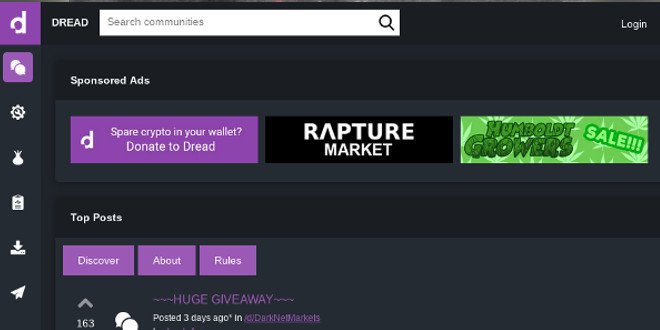 d
DREAD
Search communities
Login
Sponsored Ads
d
Spare crypto in your wallet?
Donate to Dread
RAPTURE
MARKET
HUMBOLDT
GROWERS
SALE!!!
Top Posts
Discover
About
Rules
~~~HUGE GIVEAWAY~~~
Posted 3 days ago* in /d/DarkNetMarkets
163